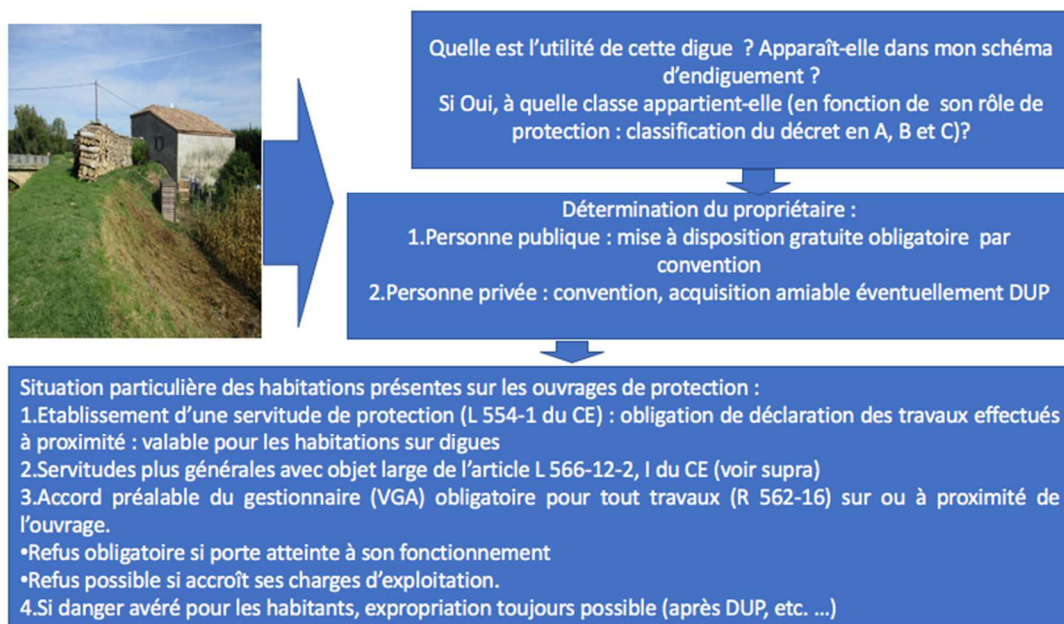 Quelle est l’utilité de cette digue ? Apparaît-elle dans mon schéma
d’endiguement ?
Si Oui, à quelle classe appartient-elle (en fonction de son rôle de
protection : classification du décret en A, B et C)?
Détermination du propriétaire :
1.Personne publique : mise à disposition gratuite obligatoire par
convention
2.Personne privée : convention, acquisition amiable éventuellement DUP
Situation particulière des habitations présentes sur les ouvrages de protection :
1.Etablissement d’une servitude de protection (L 554-1 du CE) : obligation de déclaration des travaux effectués
à proximité : valable pour les habitations sur digues
2.Servitudes plus générales avec objet large de l’article L 566-12-2, I du CE (voir supra)
3.Accord préalable du gestionnaire (VGA) obligatoire pour tout travaux (R 562-16) sur ou à proximité de
l’ouvrage.
•Refus obligatoire si porte atteinte à son fonctionnement
•Refus possible si accroît ses charges d’exploitation.
4.Si danger avéré pour les habitants, expropriation toujours possible (après DUP, etc. …)